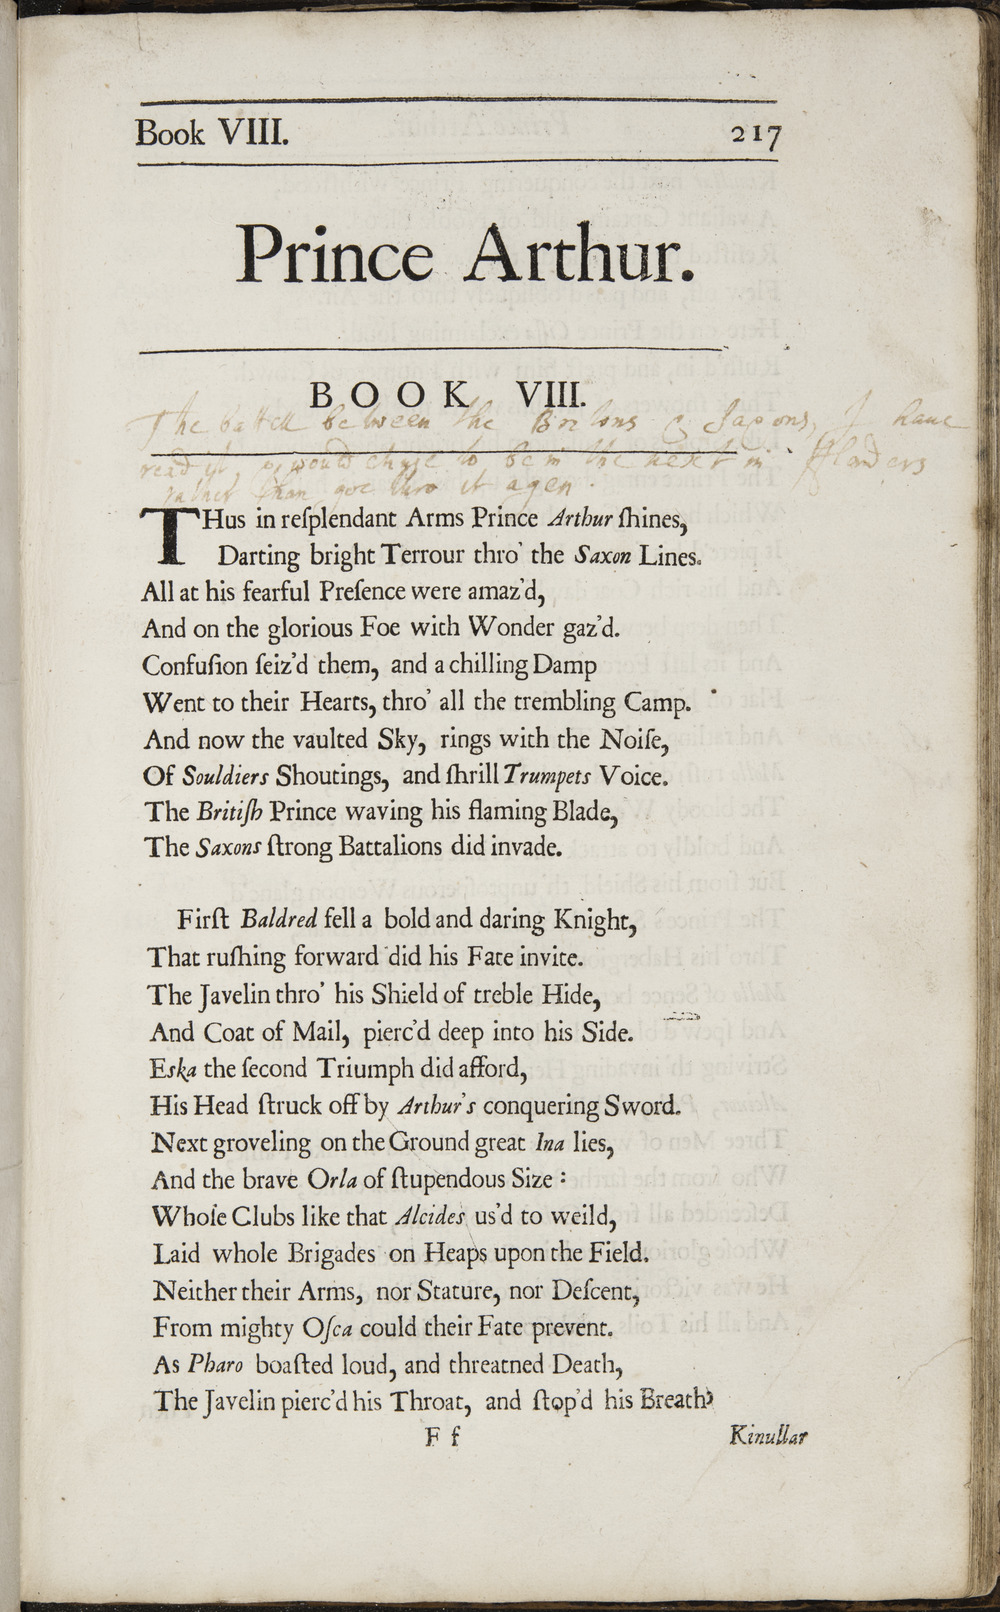 Book VIII. 217
Prince Arthur.
BOOK VIII.
The battell between the Britons & Saxons, I haue
read it, & would chuse to be in the next in Flanders
rather than goe thro it agen.
THus in reſplendant Arms Prince Arthur ſhines,
Darting bright Terrour thro' the Saxon Lines.
All at his fearful Preſence were amaz'd,
And on the glorious Foe with Wonder gaz'd.
Confuſion ſeiz'd them, and a chilling Damp
Went to their Hearts, thro' all the trembling Camp.
And now the vaulted Sky, rings with the Noiſe,
Of Souldiers Shoutings, and ſhrill Trumpets Voice.
The Britiſh Prince waving his flaming Blade,
The Saxons ſtrong Battalions did invade.
Firſt Baldred fell a bold and daring Knight,
That ruſhing forward did his Fate invite.
The Javelin thro' his Shield of treble Hide,
And Coat of Mail, pierc'd deep into his Side.
Eska the ſecond Triumph did afford,
His Head ſtruck off by Arthur's conquering Sword.
Next groveling on the Ground great Ina lies,
And the brave Orla of ſtupendous Size:
Whoſe Clubs like that Alcides us'd to weild,
Laid whole Brigades on Heaps upon the Field.
Neither their Arms, nor Stature, nor Deſcent,
From mighty Oſca could their Fate prevent.
As Pharo boaſted loud, and threatned Death,
The Javelin pierc'd his Throat, and ſtop'd his Breath
F f Kinullar